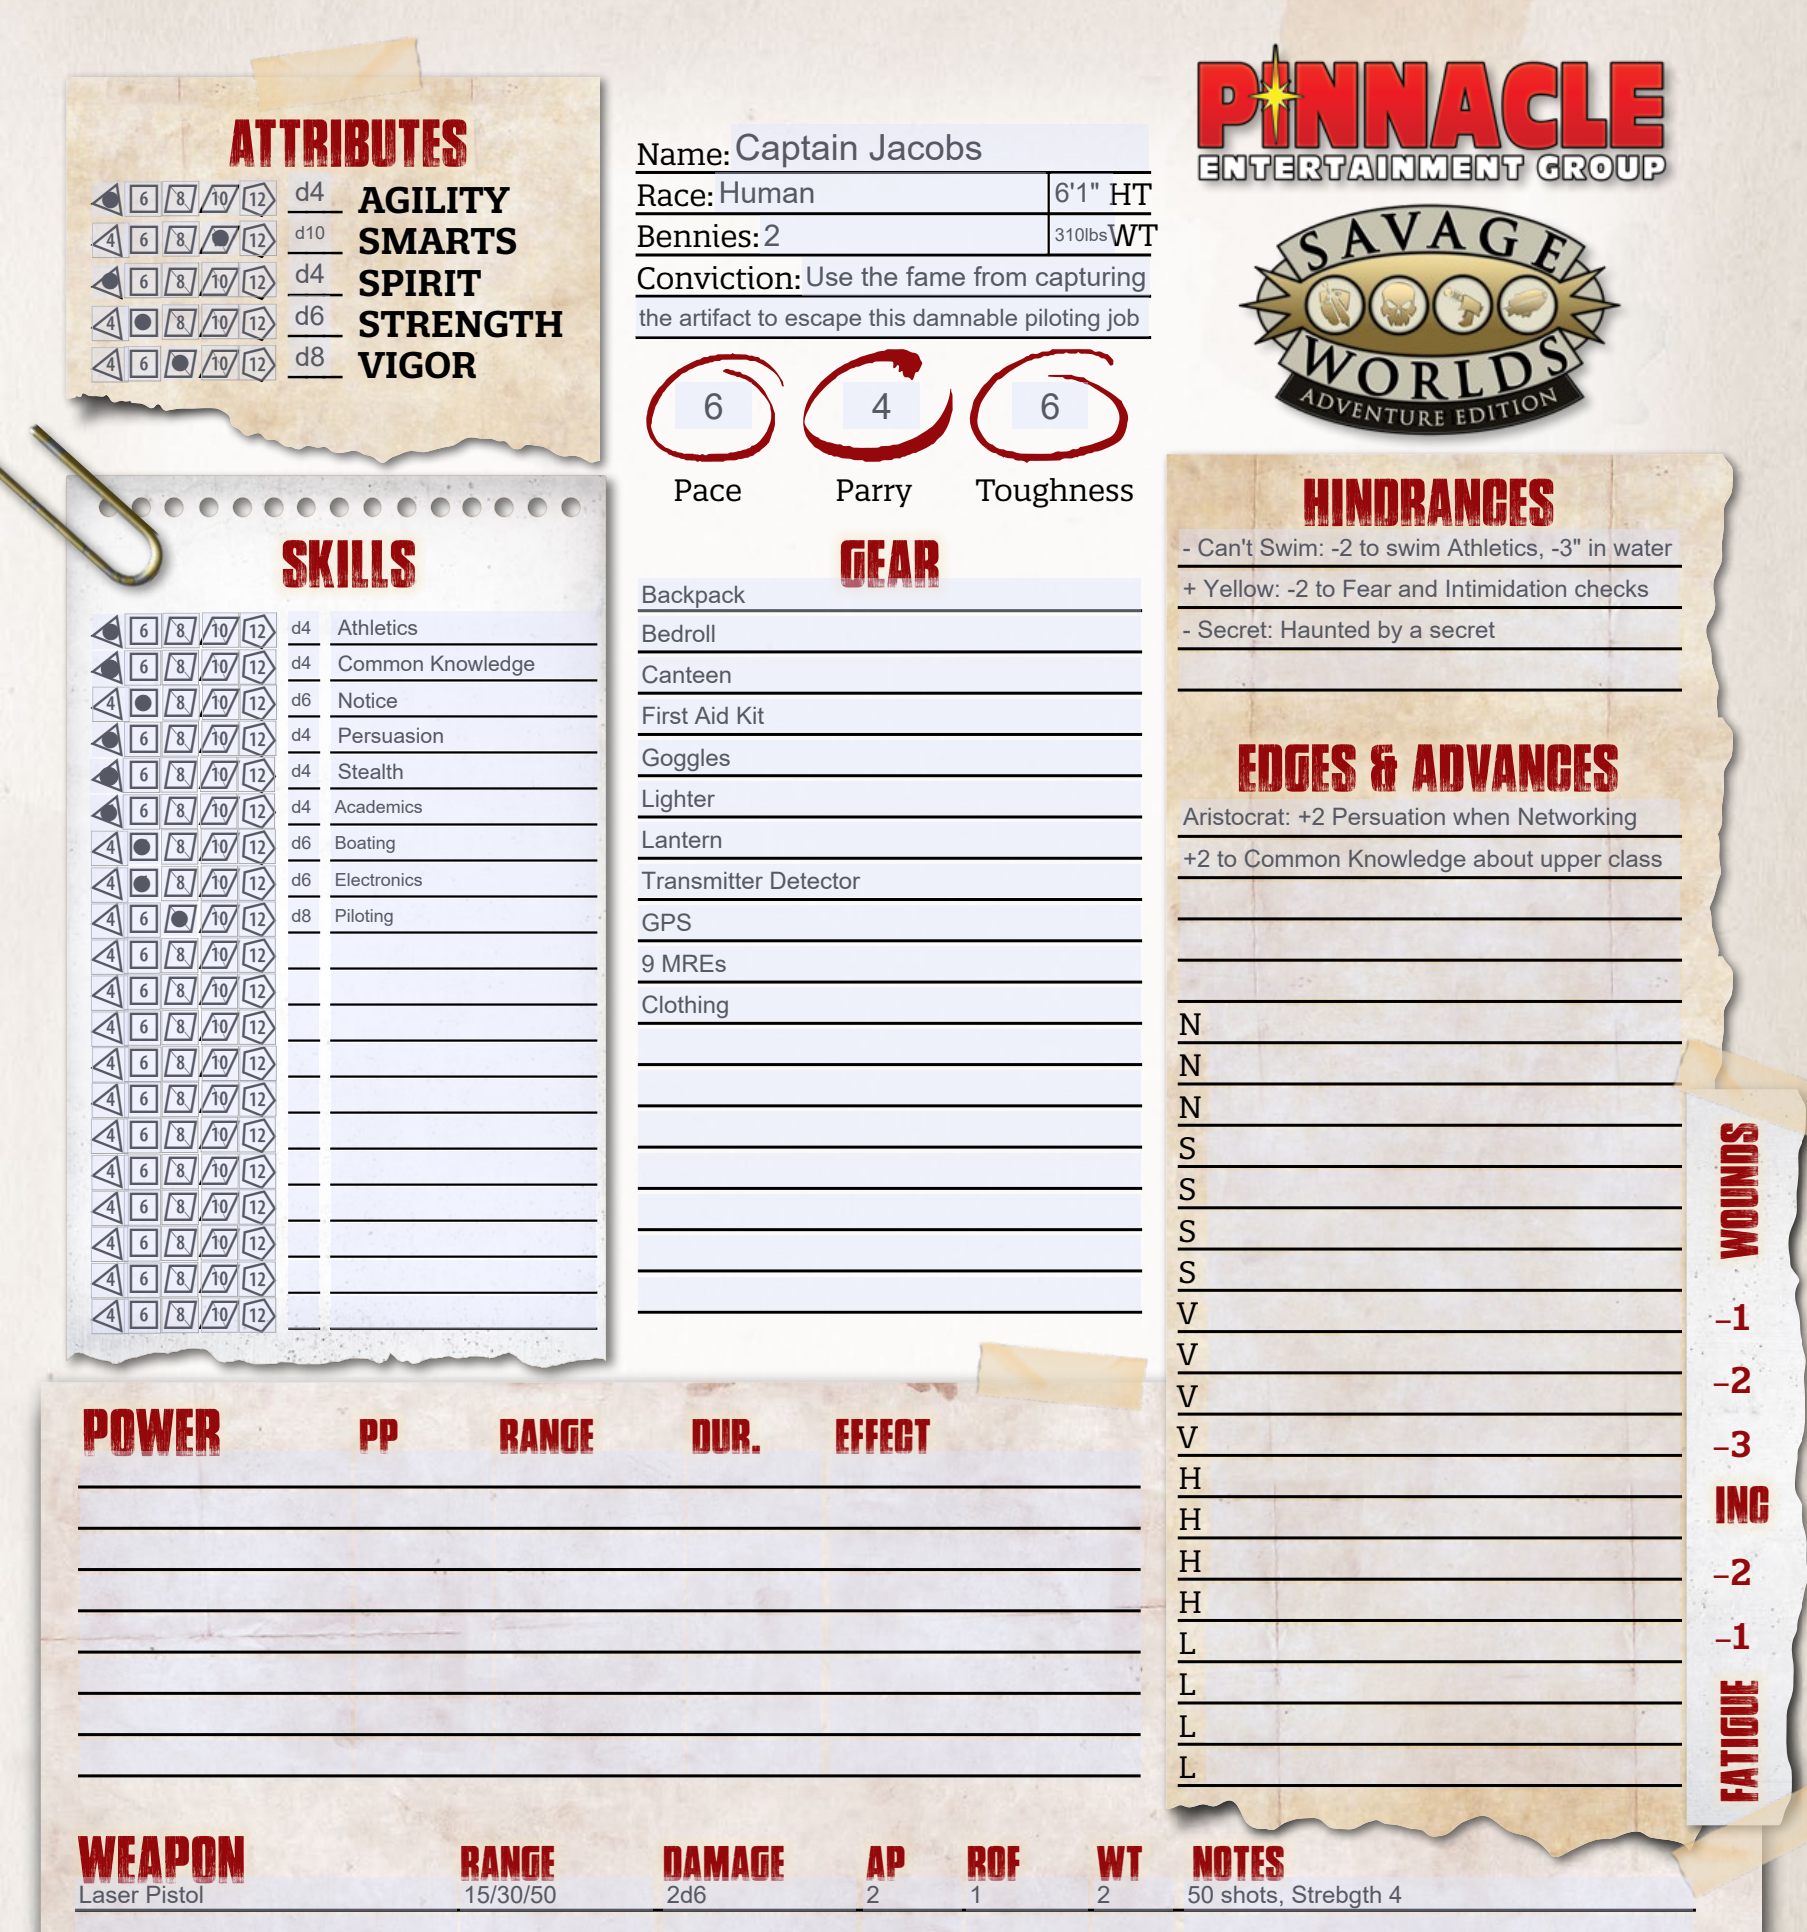 ATTRIBUTES
4 6 8 10 12 d4 AGILITY
4 6 8 10 12 d10 SMARTS
4 6 8 10 12 d4 SPIRIT
4 6 8 10 12 d6 STRENGTH
4 6 8 10 12 d8 VIGOR
Name: Captain Jacobs
Race: Human 6'1" HT
Bennies: 2 310lbs WT
Conviction: Use the fame from capturing
the artifact to escape this damnable piloting job
6 4 6
Pace Parry Toughness
PINNACLE
ENTERTAINMENT GROUP
SAVAGE
WORLDS
ADVENTURE EDITION
SKILLS
4 6 8 10 12 d4 Athletics
4 6 8 10 12 d4 Common Knowledge
4 6 8 10 12 d6 Notice
4 6 8 10 12 d4 Persuasion
4 6 8 10 12 d4 Stealth
4 6 8 10 12 d4 Academics
4 6 8 10 12 d6 Boating
4 6 8 10 12 d6 Electronics
4 6 8 10 12 d8 Piloting
4 6 8 10 12
4 6 8 10 12
4 6 8 10 12
4 6 8 10 12
4 6 8 10 12
4 6 8 10 12
4 6 8 10 12
4 6 8 10 12
4 6 8 10 12
4 6 8 10 12
4 6 8 10 12
GEAR
Backpack
Bedroll
Canteen
First Aid Kit
Goggles
Lighter
Lantern
Transmitter Detector
GPS
9 MREs
Clothing
HINDRANCES
- Can't Swim: -2 to swim Athletics, -3" in water
+ Yellow: -2 to Fear and Intimidation checks
- Secret: Haunted by a secret
EDGES & ADVANCES
Aristocrat: +2 Persuation when Networking
+2 to Common Knowledge about upper class
N
N
N
S
S
S
S
V
V
V
V
H
H
H
H
L
L
L
L
WOUNDS
–1
–2
–3
INC
–2
–1
FATIGUE
POWER PP RANGE DUR. EFFECT
WEAPON RANGE DAMAGE AP ROF WT NOTES
Laser Pistol 15/30/50 2d6 2 1 2 50 shots, Strebgth 4